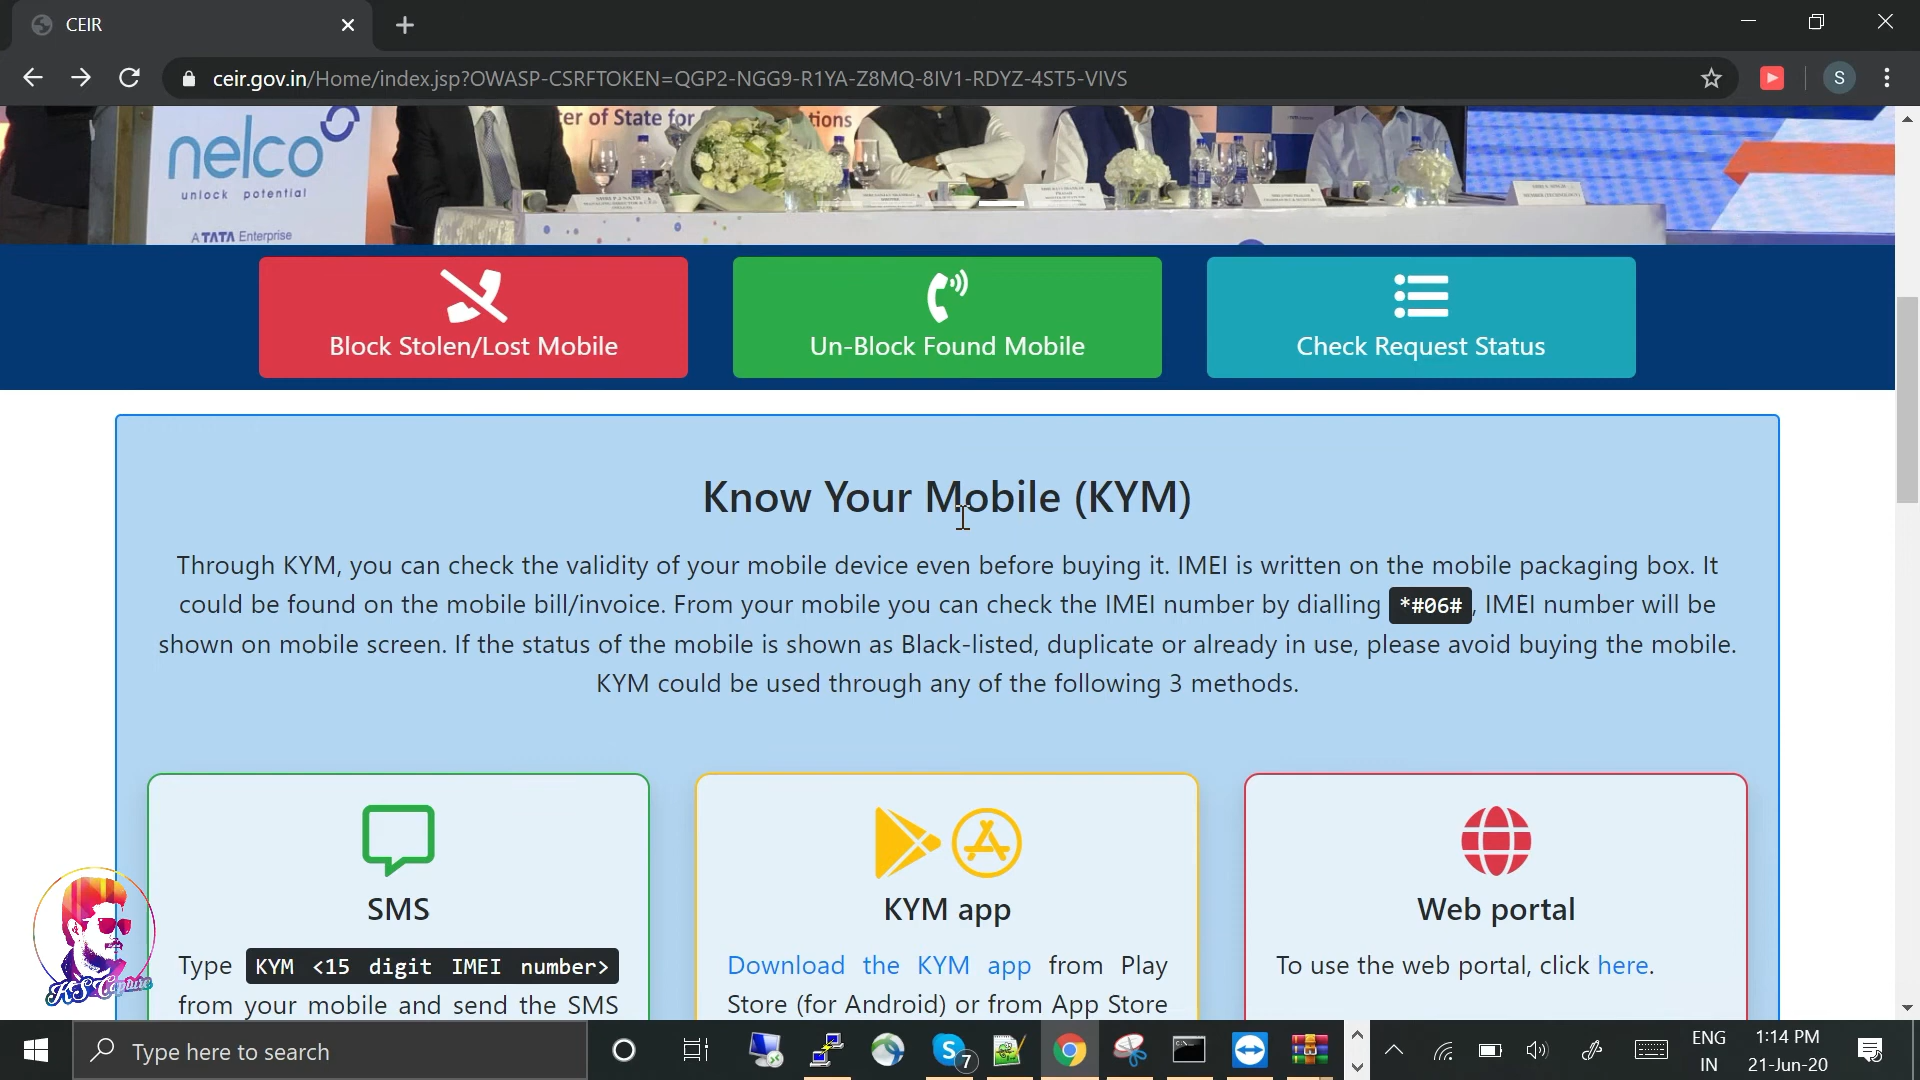 CEIR
ceir.gov.in/Home/index.jsp?OWASP-CSRFTOKEN=QGP2-NGG9-R1YA-Z8MQ-8IV1-RDYZ-4ST5-VIVS
S
ter of State for
tions
nelco
unlock potential
A TATA Enterprise
Block Stolen/Lost Mobile
Un-Block Found Mobile
Check Request Status
Know Your Mobile (KYM)
Through KYM, you can check the validity of your mobile device even before buying it. IMEI is written on the mobile packaging box. It
could be found on the mobile bill/invoice. From your mobile you can check the IMEI number by dialling *#06#, IMEI number will be
shown on mobile screen. If the status of the mobile is shown as Black-listed, duplicate or already in use, please avoid buying the mobile.
KYM could be used through any of the following 3 methods.
SMS
Type KYM <15 digit IMEI number>
from your mobile and send the SMS
KYM app
Download the KYM app from Play
Store (for Android) or from App Store
Web portal
To use the web portal, click here.
KS Capture
Type here to search
S
7
ENG
IN
1:14 PM
21-Jun-20